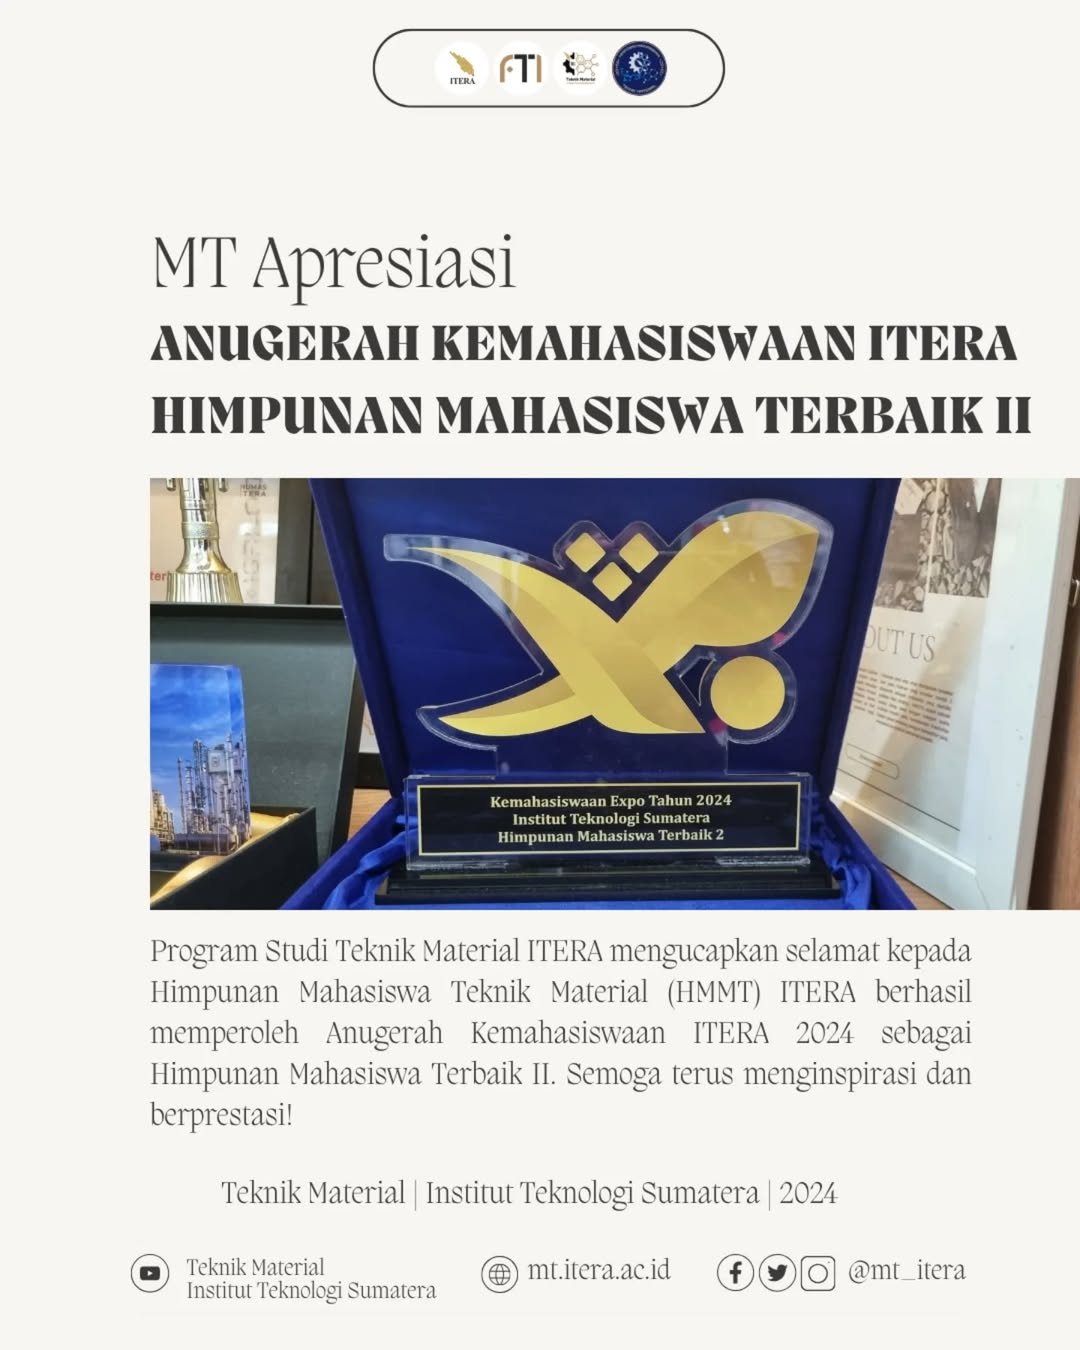 ITERA
FTI
Teknik Material
MT Apresiasi
ANUGERAH KEMAHASISWAAN ITERA
HIMPUNAN MAHASISWA TERBAIK II
HUMAS
ITERA
OUT US
Kemahasiswaan Expo Tahun 2024
Institut Teknologi Sumatera
Himpunan Mahasiswa Terbaik 2
Program Studi Teknik Material ITERA mengucapkan selamat kepada
Himpunan Mahasiswa Teknik Material (HMMT) ITERA berhasil
memperoleh Anugerah Kemahasiswaan ITERA 2024 sebagai
Himpunan Mahasiswa Terbaik II. Semoga terus menginspirasi dan
berprestasi!
Teknik Material | Institut Teknologi Sumatera | 2024
Teknik Material
Institut Teknologi Sumatera
mt.itera.ac.id
@mt_itera